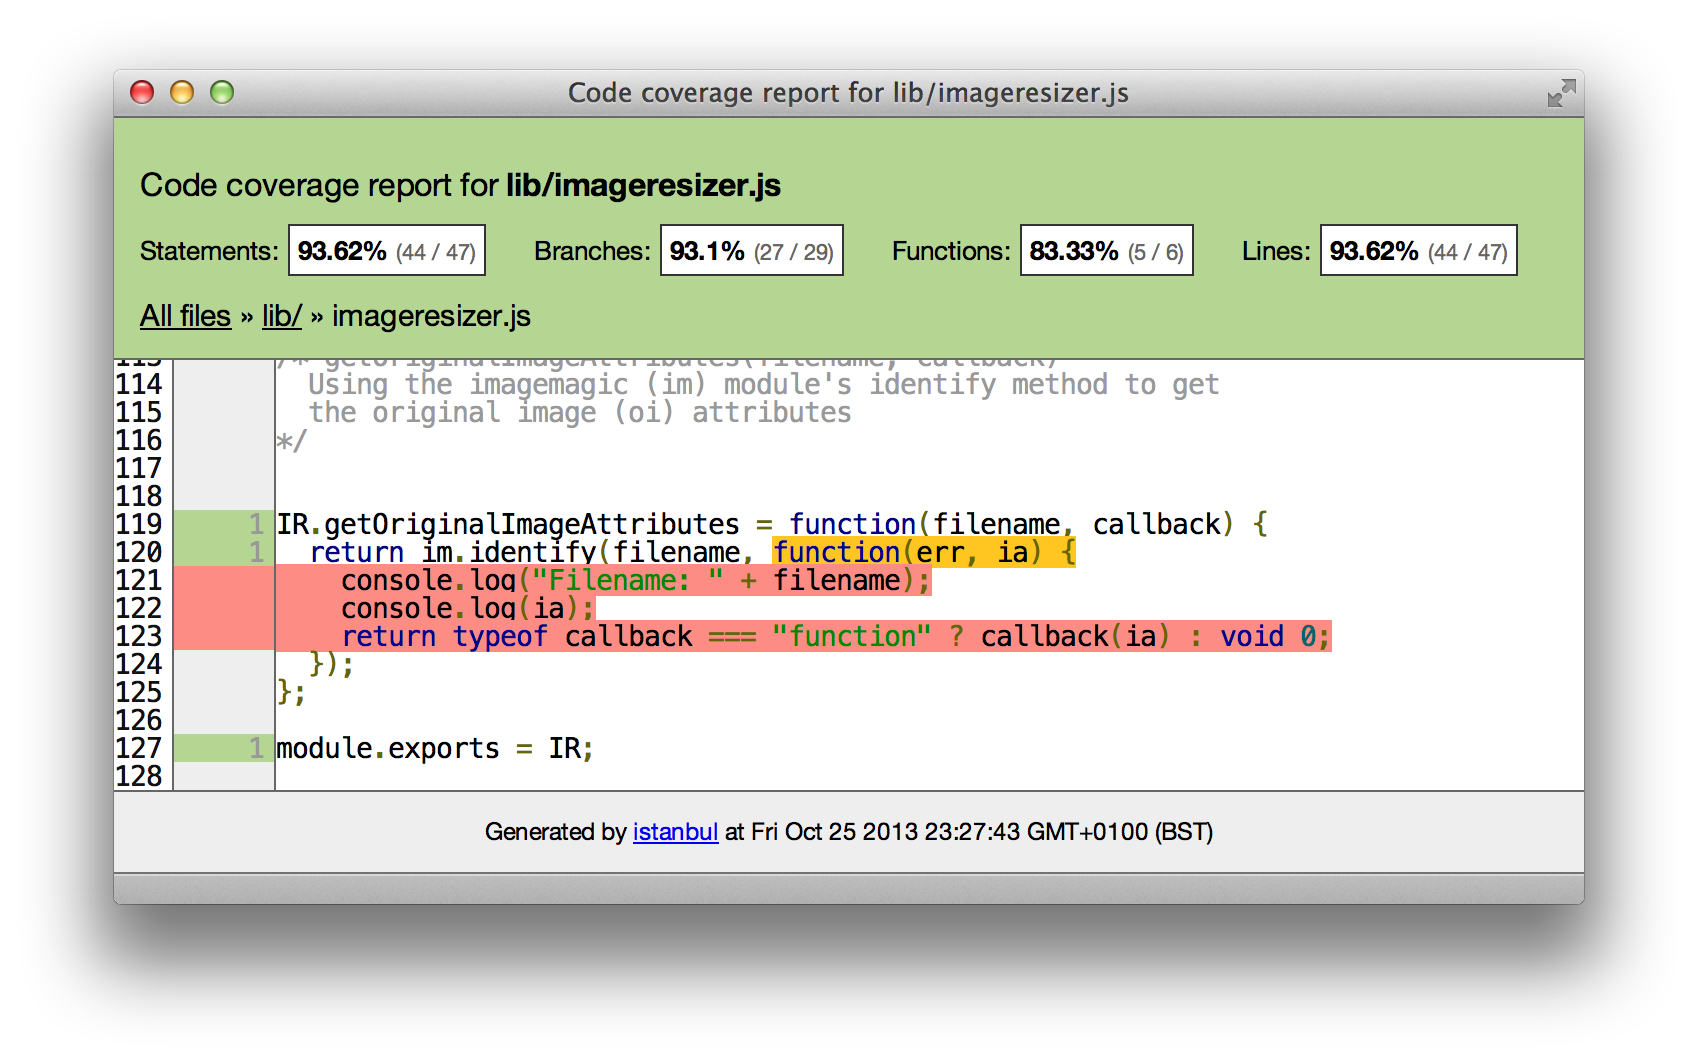 Code coverage report for lib/imageresizer.js
Code coverage report for lib/imageresizer.js
Statements: 93.62% (44 / 47) Branches: 93.1% (27 / 29) Functions: 83.33% (5 / 6) Lines: 93.62% (44 / 47)
All files » lib/ » imageresizer.js
113 /* getOriginalImageAttributes(filename, callback)
114 Using the imagemagic (im) module's identify method to get
115 the original image (oi) attributes
116 */
117
118
119 1 IR.getOriginalImageAttributes = function(filename, callback) {
120 1 return im.identify(filename, function(err, ia) {
121 console.log("Filename: " + filename);
122 console.log(ia);
123 return typeof callback === "function" ? callback(ia) : void 0;
124 });
125 };
126
127 1 module.exports = IR;
128
Generated by istanbul at Fri Oct 25 2013 23:27:43 GMT+0100 (BST)